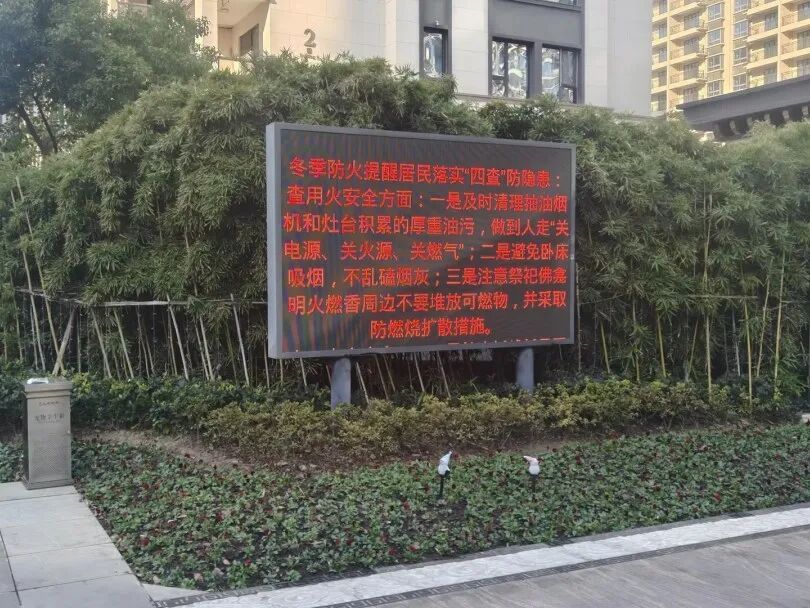 2
冬季防火提醒居民落实“四查”防隐患：
查用火安全方面：一是及时清理抽油烟
机和灶台积累的厚重油污，做到人走“关
电源、关火源、关燃气”；二是避免卧床
吸烟，不乱磕烟灰；三是注意祭祀佛龛
明火燃香周边不要堆放可燃物，并采取
防燃烧扩散措施。